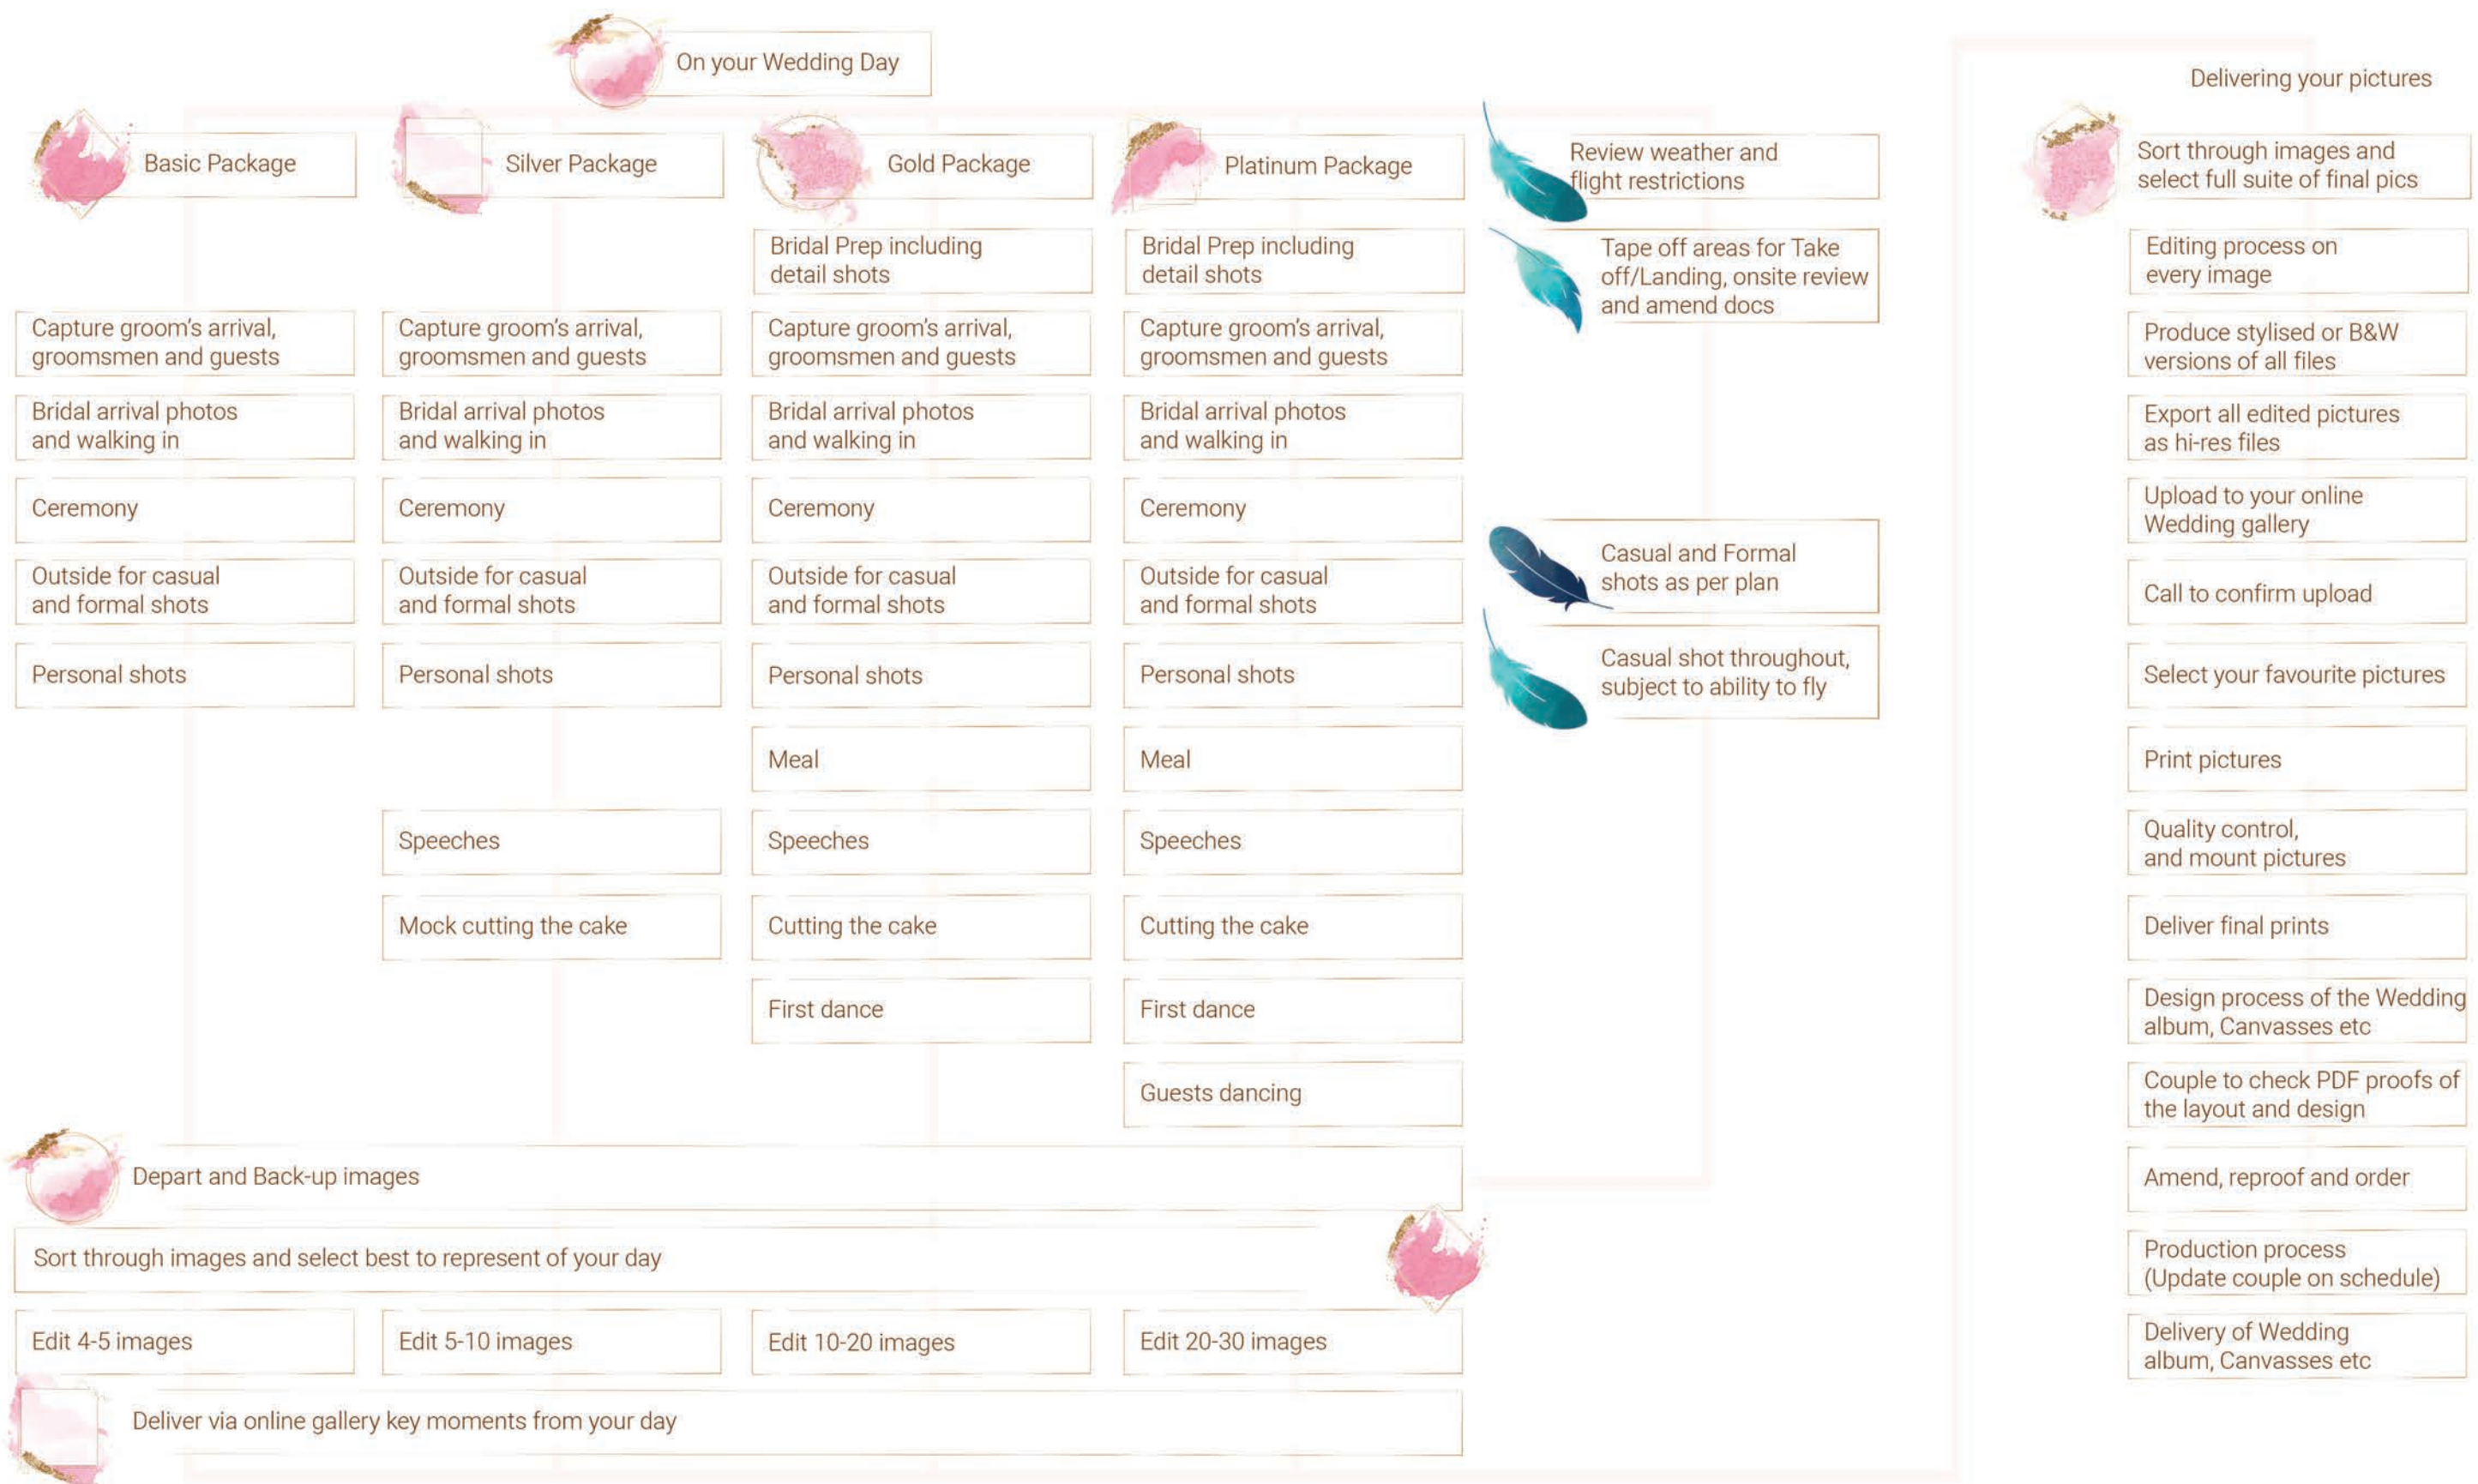 On your Wedding Day
Basic Package
Capture groom's arrival,
groomsmen and guests
Bridal arrival photos
and walking in
Ceremony
Outside for casual
and formal shots
Personal shots
Silver Package
Capture groom's arrival,
groomsmen and guests
Bridal arrival photos
and walking in
Ceremony
Outside for casual
and formal shots
Personal shots
Speeches
Mock cutting the cake
Gold Package
Bridal Prep including
detail shots
Capture groom's arrival,
groomsmen and guests
Bridal arrival photos
and walking in
Ceremony
Outside for casual
and formal shots
Personal shots
Meal
Speeches
Cutting the cake
First dance
Platinum Package
Bridal Prep including
detail shots
Capture groom's arrival,
groomsmen and guests
Bridal arrival photos
and walking in
Ceremony
Outside for casual
and formal shots
Personal shots
Meal
Speeches
Cutting the cake
First dance
Guests dancing
Review weather and
flight restrictions
Tape off areas for Take
off/Landing, onsite review
and amend docs
Casual and Formal
shots as per plan
Casual shot throughout,
subject to ability to fly
Depart and Back-up images
Sort through images and select best to represent of your day
Edit 4-5 images
Edit 5-10 images
Edit 10-20 images
Edit 20-30 images
Deliver via online gallery key moments from your day
Delivering your pictures
Sort through images and
select full suite of final pics
Editing process on
every image
Produce stylised or B&W
versions of all files
Export all edited pictures
as hi-res files
Upload to your online
Wedding gallery
Call to confirm upload
Select your favourite pictures
Print pictures
Quality control,
and mount pictures
Deliver final prints
Design process of the Wedding
album, Canvasses etc
Couple to check PDF proofs of
the layout and design
Amend, reproof and order
Production process
(Update couple on schedule)
Delivery of Wedding
album, Canvasses etc